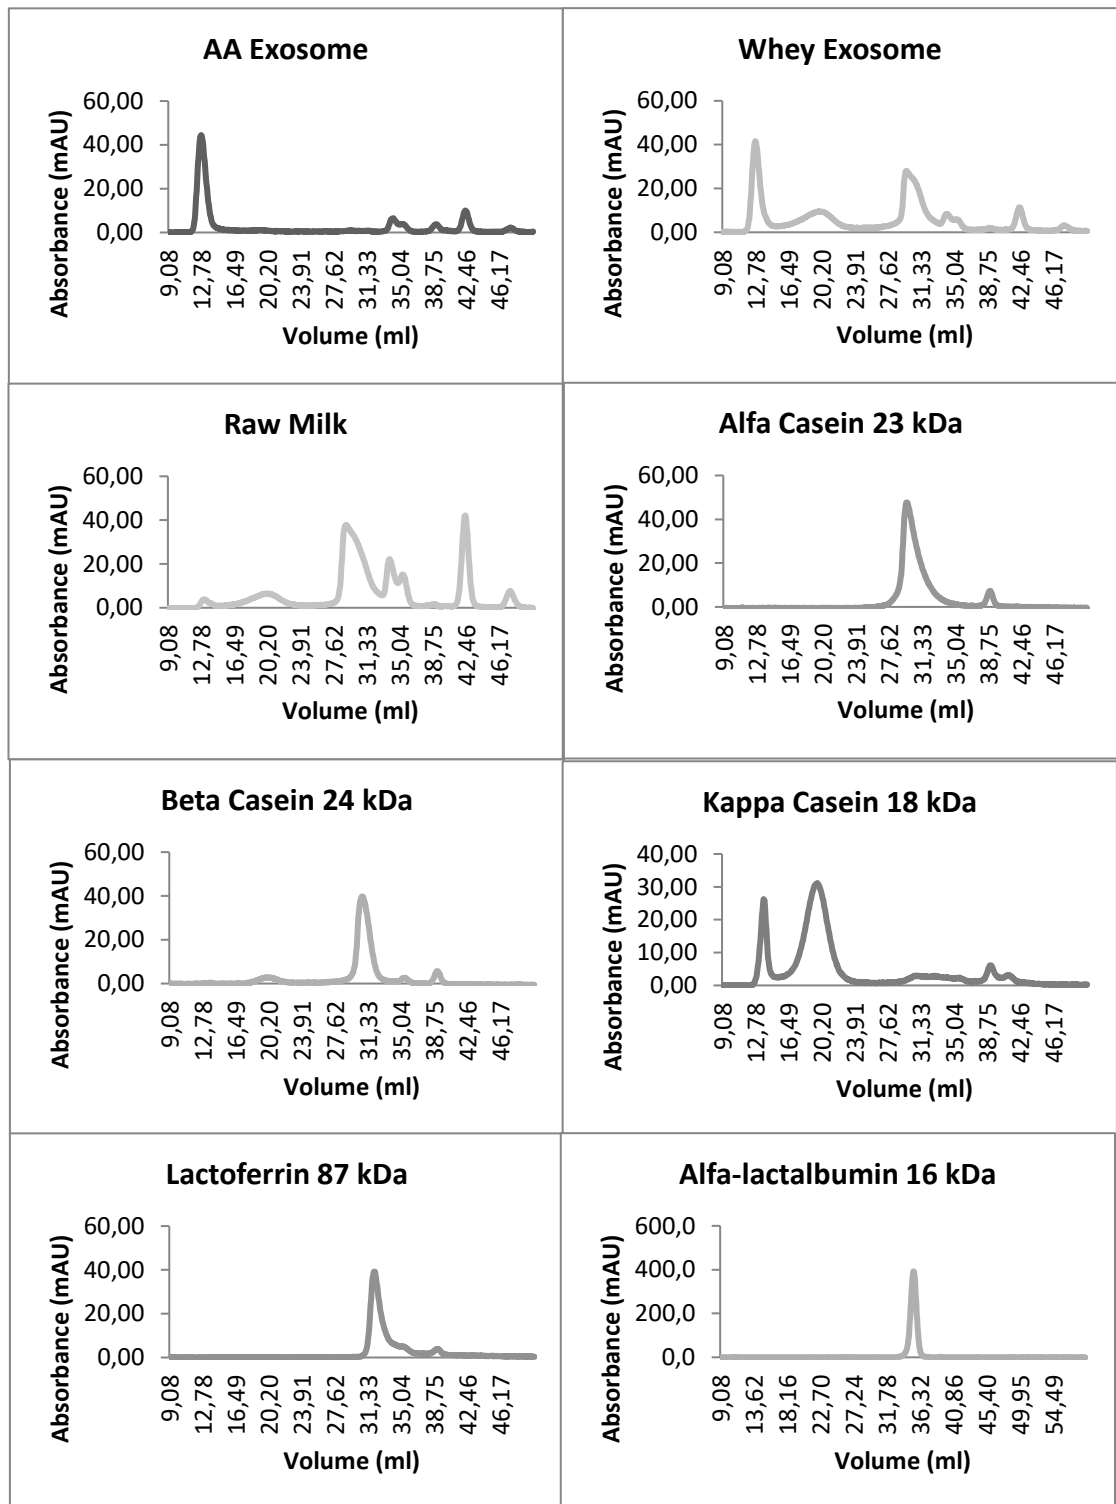 AA Exosome
Absorbance (mAU)
60,00
40,00
20,00
0,00
9,08 12,78 16,49 20,20 23,91 27,62 31,33 35,04 38,75 42,46 46,17
Volume (ml)
Whey Exosome
Absorbance (mAU)
60,00
40,00
20,00
0,00
9,08 12,78 16,49 20,20 23,91 27,62 31,33 35,04 38,75 42,46 46,17
Volume (ml)
Raw Milk
Absorbance (mAU)
60,00
40,00
20,00
0,00
9,08 12,78 16,49 20,20 23,91 27,62 31,33 35,04 38,75 42,46 46,17
Volume (ml)
Alfa Casein 23 kDa
Absorbance (mAU)
60,00
40,00
20,00
0,00
9,08 12,78 16,49 20,20 23,91 27,62 31,33 35,04 38,75 42,46 46,17
Volume (ml)
Beta Casein 24 kDa
Absorbance (mAU)
60,00
40,00
20,00
0,00
9,08 12,78 16,49 20,20 23,91 27,62 31,33 35,04 38,75 42,46 46,17
Volume (ml)
Kappa Casein 18 kDa
Absorbance (mAU)
40,00
30,00
20,00
10,00
0,00
9,08 12,78 16,49 20,20 23,91 27,62 31,33 35,04 38,75 42,46 46,17
Volume (ml)
Lactoferrin 87 kDa
Absorbance (mAU)
60,00
40,00
20,00
0,00
9,08 12,78 16,49 20,20 23,91 27,62 31,33 35,04 38,75 42,46 46,17
Volume (ml)
Alfa-lactalbumin 16 kDa
Absorbance (mAU)
600,0
400,0
200,0
0,0
9,08 13,62 18,16 22,70 27,24 31,78 36,32 40,86 45,40 49,95 54,49
Volume (ml)